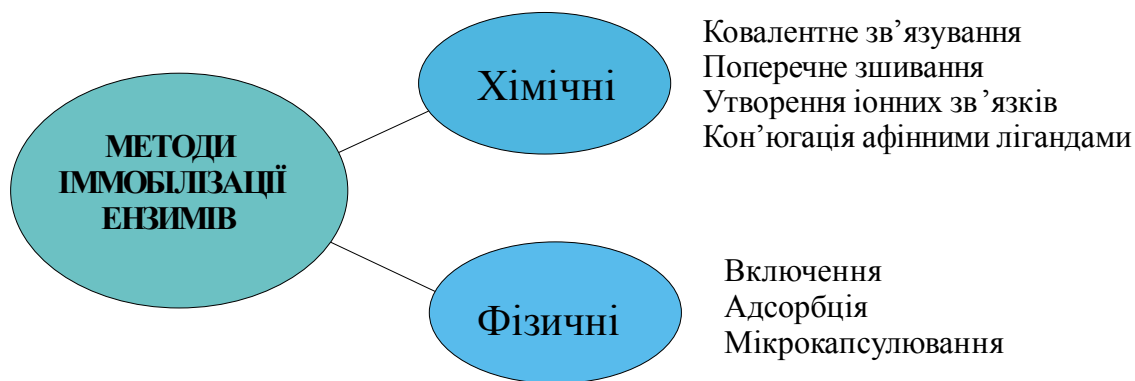 МЕТОДИ
ІММОБІЛІЗАЦІЇ
ЕНЗИМІВ
Хімічні
Ковалентне зв’язування
Поперечне зшивання
Утворення іонних зв ’язків
Кон’югація афінними лігандами
Фізичні
Включення
Адсорбція
Мікрокапсулювання